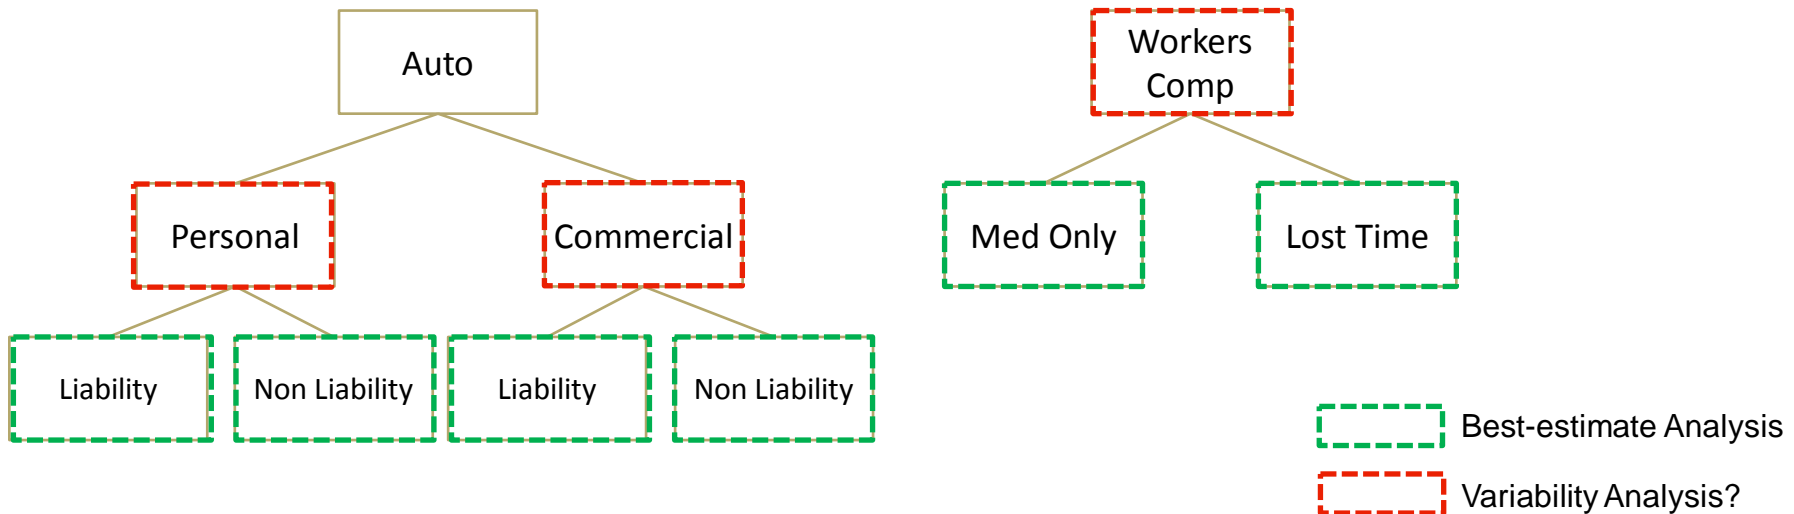 Auto
Workers
Comp
Personal
Commercial
Med Only
Lost Time
Liability
Non Liability
Liability
Non Liability
Best-estimate Analysis
Variability Analysis?